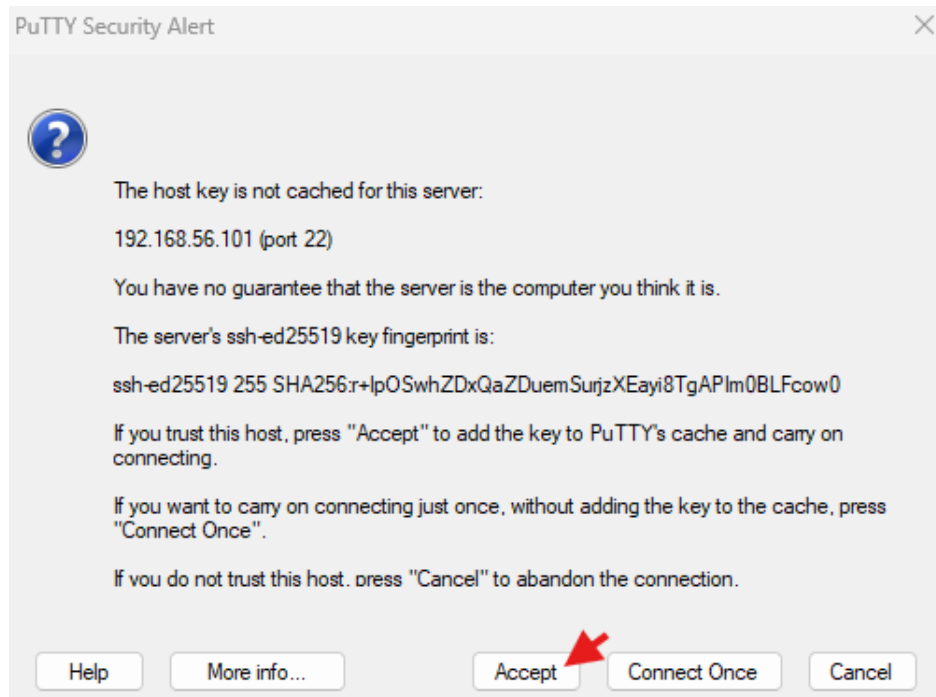 PuTTY Security Alert
The host key is not cached for this server:
192.168.56.101 (port 22)
You have no guarantee that the server is the computer you think it is.
The server's ssh-ed25519 key fingerprint is:
ssh-ed25519 255 SHA256:r+lpOSwhZDxQaZDuemSurjzXEayi8TgAPlm0BLFcow0
If you trust this host, press "Accept" to add the key to PuTTY's cache and carry on
connecting.
If you want to carry on connecting just once, without adding the key to the cache, press
"Connect Once".
If you do not trust this host, press "Cancel" to abandon the connection.
Help More info... Accept Connect Once Cancel